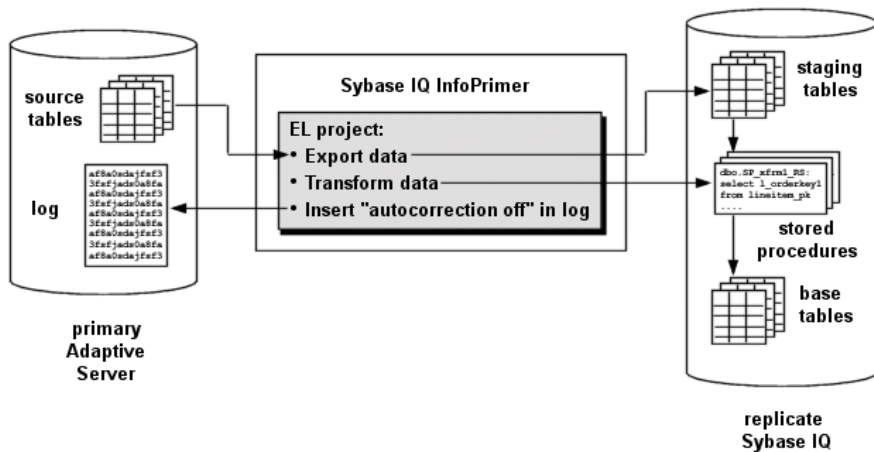 source
tables
log
af8a0sdajfsf3
3fsfjads0a8fa
af8a0sdajfsf3
3fsfjads0a8fa
af8a0sdajfsf3
3fsfjads0a8fa
af8a0sdajfsf3
3fsfjads0a8fa
af8a0sdajfsf3
primary
Adaptive
Server
Sybase IQ InfoPrimer
EL project:
• Export data
• Transform data
• Insert "autocorrection off" in log
staging
tables
dbo.SP_xfrm1_RS:
select l_orderkey1
from lineitem_pk
....
stored
procedures
base
tables
replicate
Sybase IQ